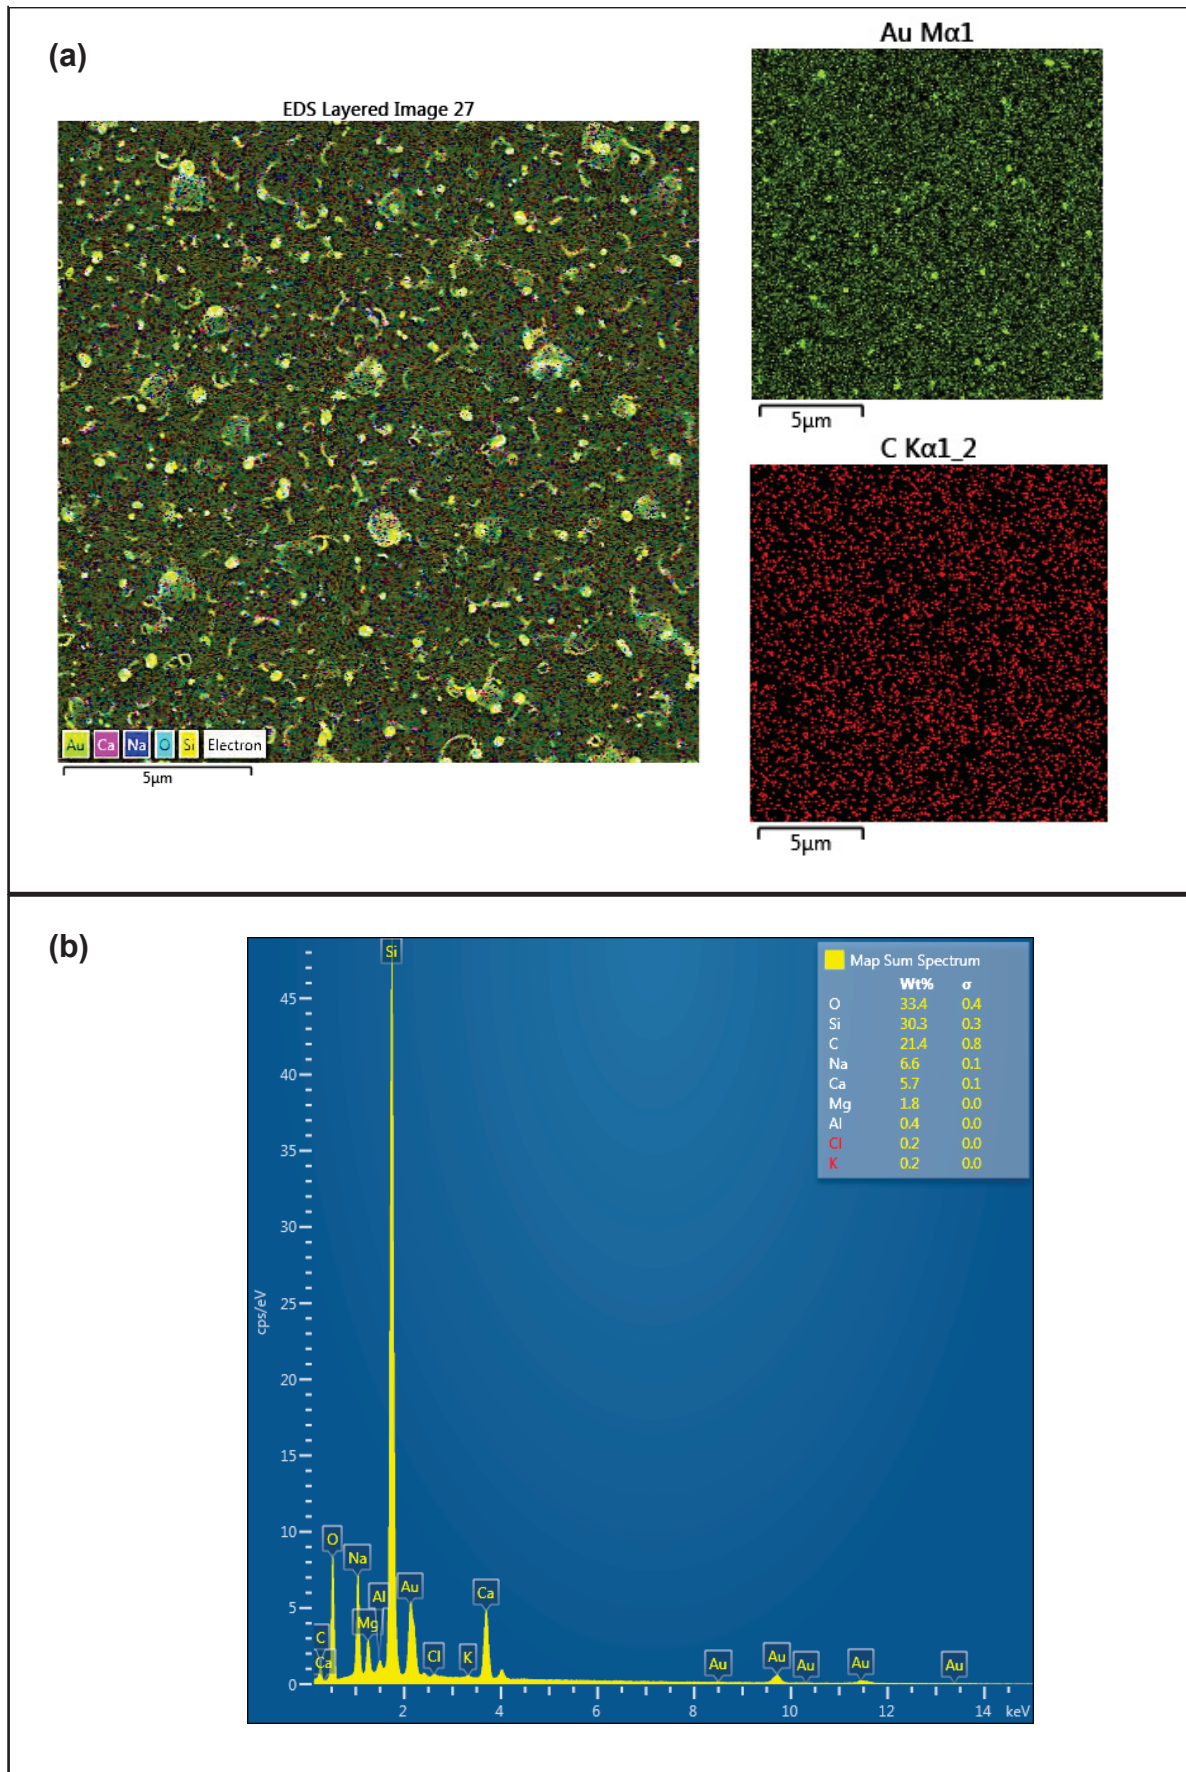 (a)
EDS Layered Image 27
Au Ca Na O Si Electron
5µm
Au Mα1
5µm
C Kα1_2
5µm
(b)
Map Sum Spectrum
Wt% σ
O 33.4 0.4
Si 30.3 0.3
C 21.4 0.8
Na 6.6 0.1
Ca 5.7 0.1
Mg 1.8 0.0
Al 0.4 0.0
Cl 0.2 0.0
K 0.2 0.0
cps/eV
45
40
35
30
25
20
15
10
5
0
Si
O
Na
Al
Au
Ca
Mg
C
Ca
Cl
K
Au
Au
Au
Au
Au
2 4 6 8 10 12 14 keV